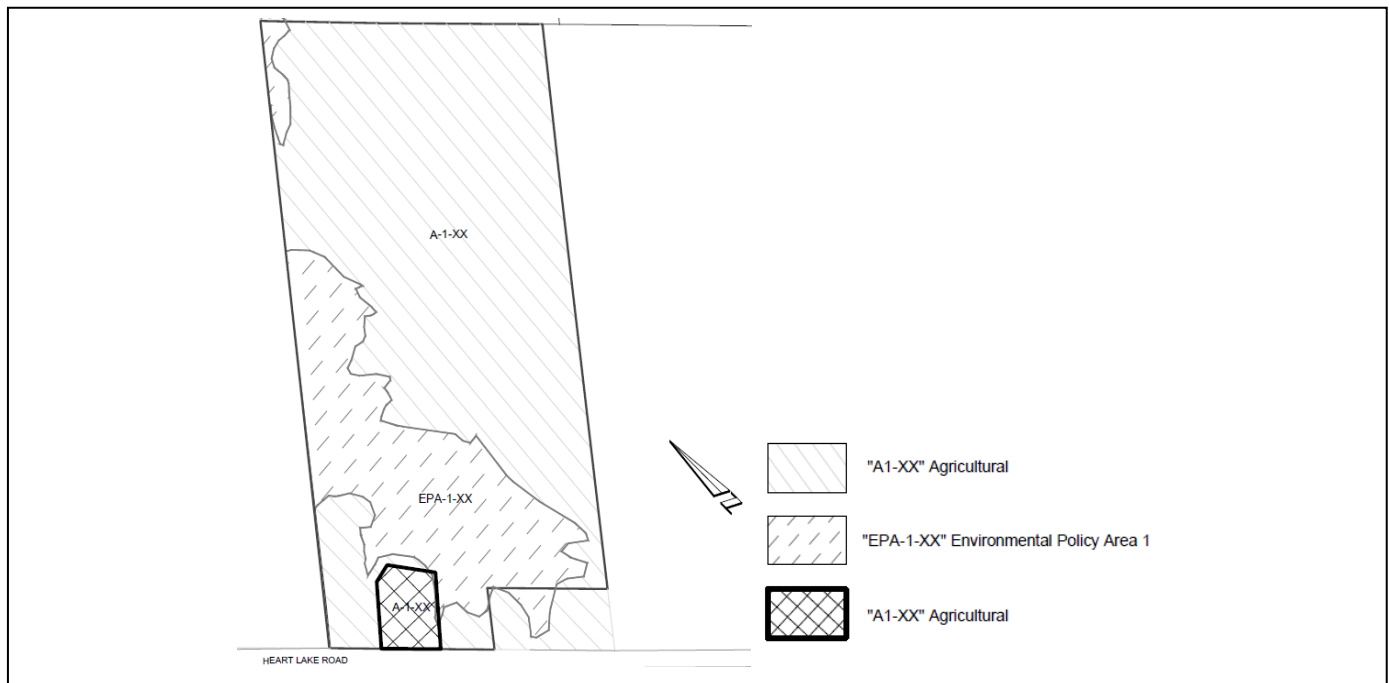 A-1-XX
EPA-1-XX
A-1-XX
HEART LAKE ROAD
"A1-XX" Agricultural
"EPA-1-XX" Environmental Policy Area 1
"A1-XX" Agricultural